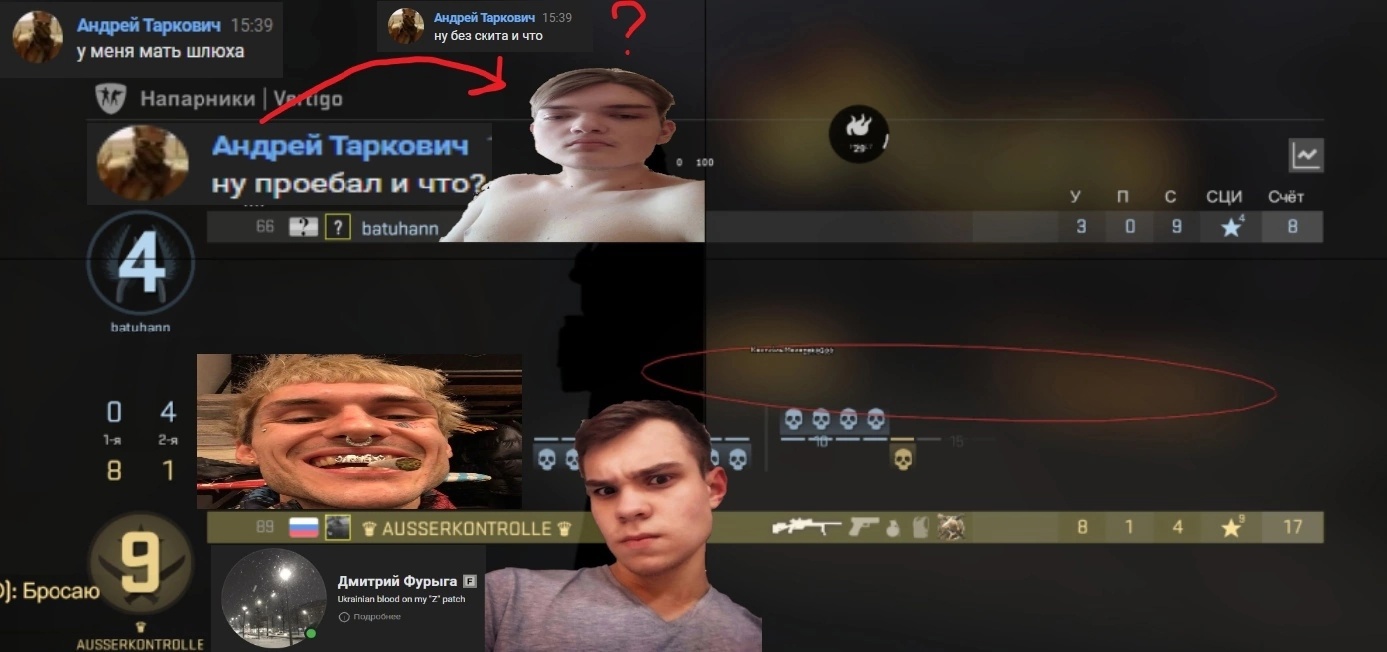 Андрей Таркович 15:39
у меня мать шлюха
Андрей Таркович 15:39
ну без скита и что
?
Напарники | Vertigo
Андрей Таркович
ну проебал и что?
0 100
У П С СЦИ Счёт
66 ? ? batuhann 3 0 9 ★4 8
4
batuhann
0 4
1-я 2-я
8 1
10 15
89 AUSSERKONTROLLE 8 1 4 ★9 17
9
Бросаю
AUSSERKONTROLLE
Дмитрий Фурыга F
Ukrainian blood on my "Z" patch
Подробнее